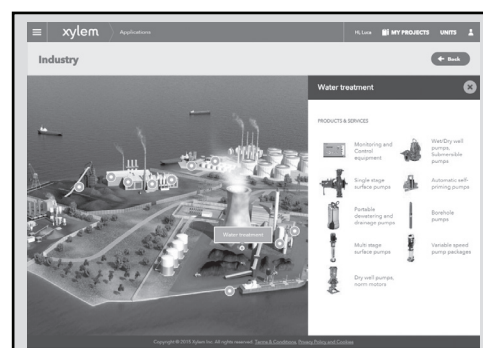 xylem Applications Hi, Luca MY PROJECTS UNITS
Industry
Back
Water treatment
PRODUCTS & SERVICES
Monitoring and
Control
equipment
Wet/Dry well
pumps,
Submersible
pumps
Single stage
surface pumps
Automatic self-
priming pumps
Portable
dewatering and
drainage pumps
Borehole
pumps
Multi stage
surface pumps
Variable speed
pump packages
Dry well pumps,
norm motors
Water treatment
Copyright © 2015 Xylem Inc. All rights reserved. Terms & Conditions, Privacy Policy and Cookies